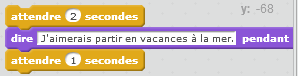 y: -68
attendre 2 secondes
dire J'aimerais partir en vacances à la mer. pendant
attendre 1 secondes